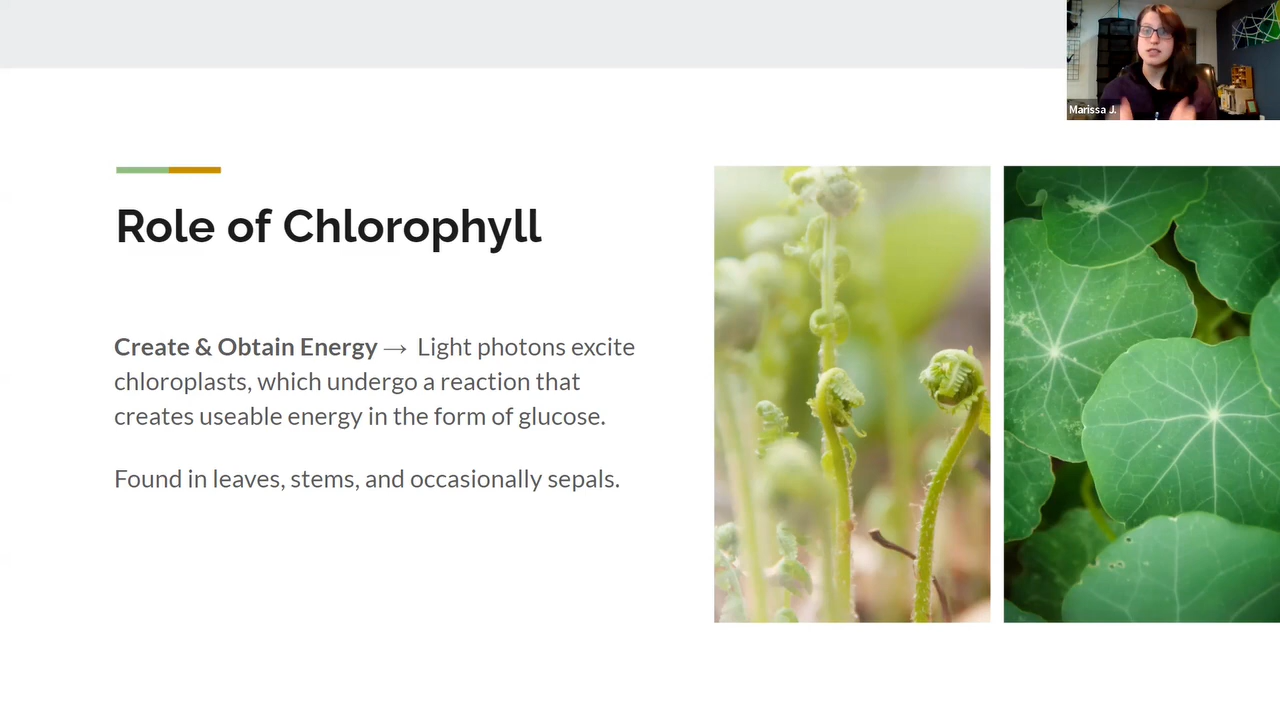 Marissa J.
Role of Chlorophyll
Create & Obtain Energy → Light photons excite
chloroplasts, which undergo a reaction that
creates useable energy in the form of glucose.
Found in leaves, stems, and occasionally sepals.